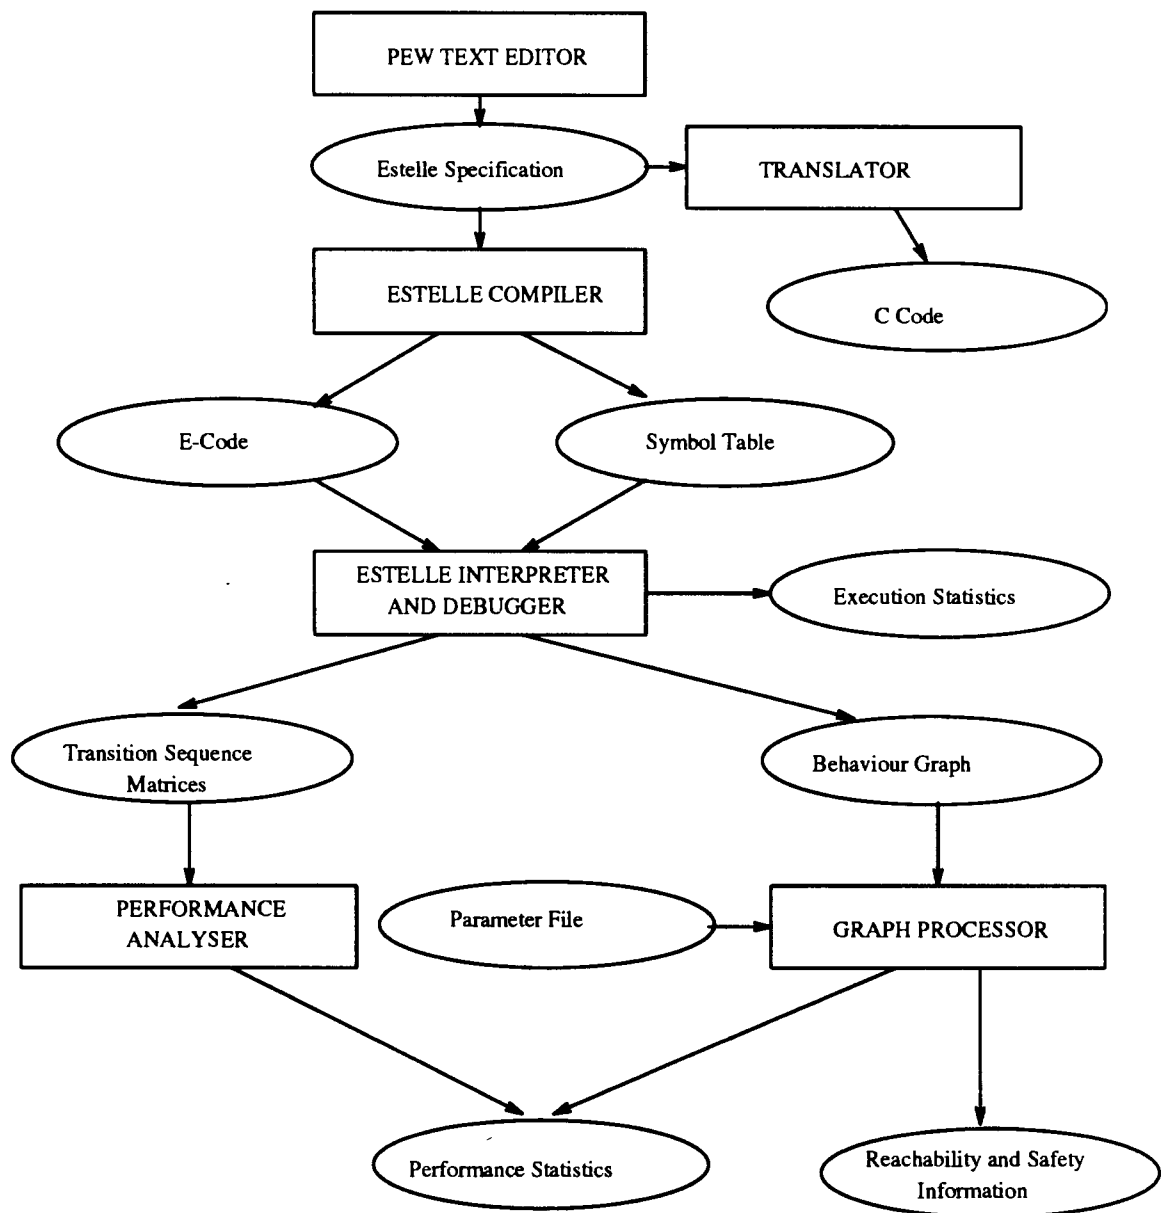 PEW TEXT EDITOR
Estelle Specification
TRANSLATOR
ESTELLE COMPILER
C Code
E-Code
Symbol Table
ESTELLE INTERPRETER
AND DEBUGGER
Execution Statistics
Transition Sequence
Matrices
Behaviour Graph
PERFORMANCE
ANALYSER
Parameter File
GRAPH PROCESSOR
Performance Statistics
Reachability and Safety
Information